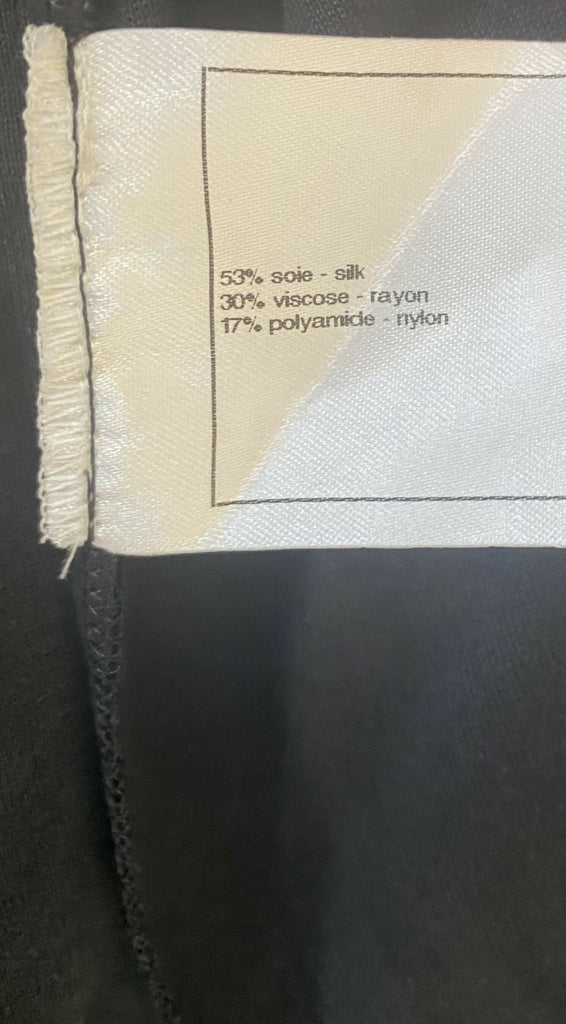 53% soie - silk
30% viscose - rayon
17% polyamide - nylon